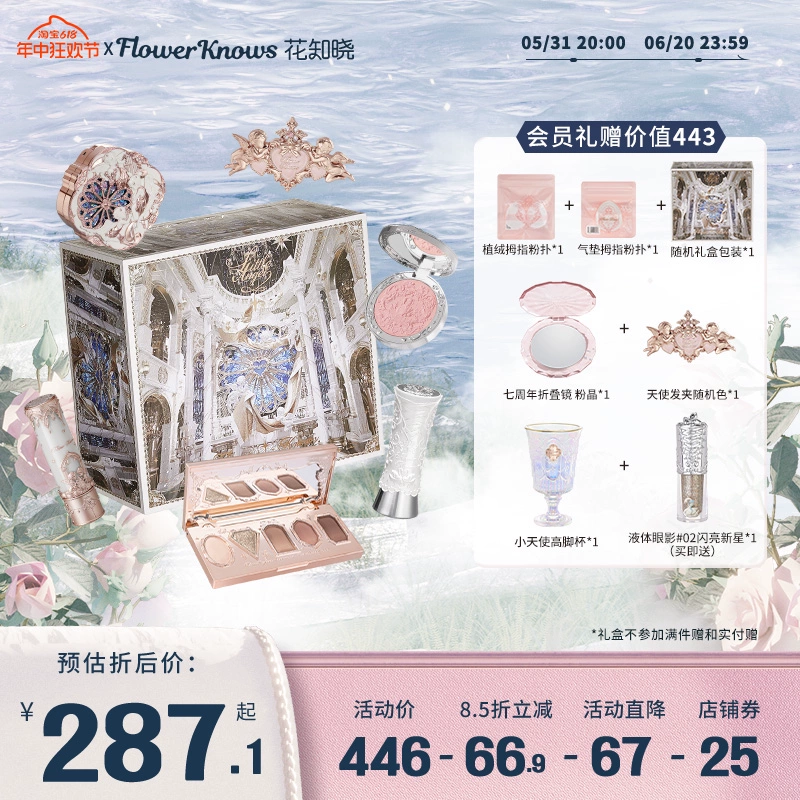 淘宝618
年中狂欢节
X FlowerKnows 花知晓
05/31 20:00 06/20 23:59
会员礼赠价值443
+ +
植绒拇指粉扑*1 气垫拇指粉扑*1 随机礼盒包装*1
+
七周年折叠镜 粉晶*1 天使发夹随机色*1
+
小天使高脚杯*1 液体眼影#02闪亮新星*1
（买即送）
*礼盒不参加满件赠和实付赠
预估折后价：
¥287.1起
活动价 8.5折立减 活动直降 店铺券
446 - 66.9 - 67 - 25